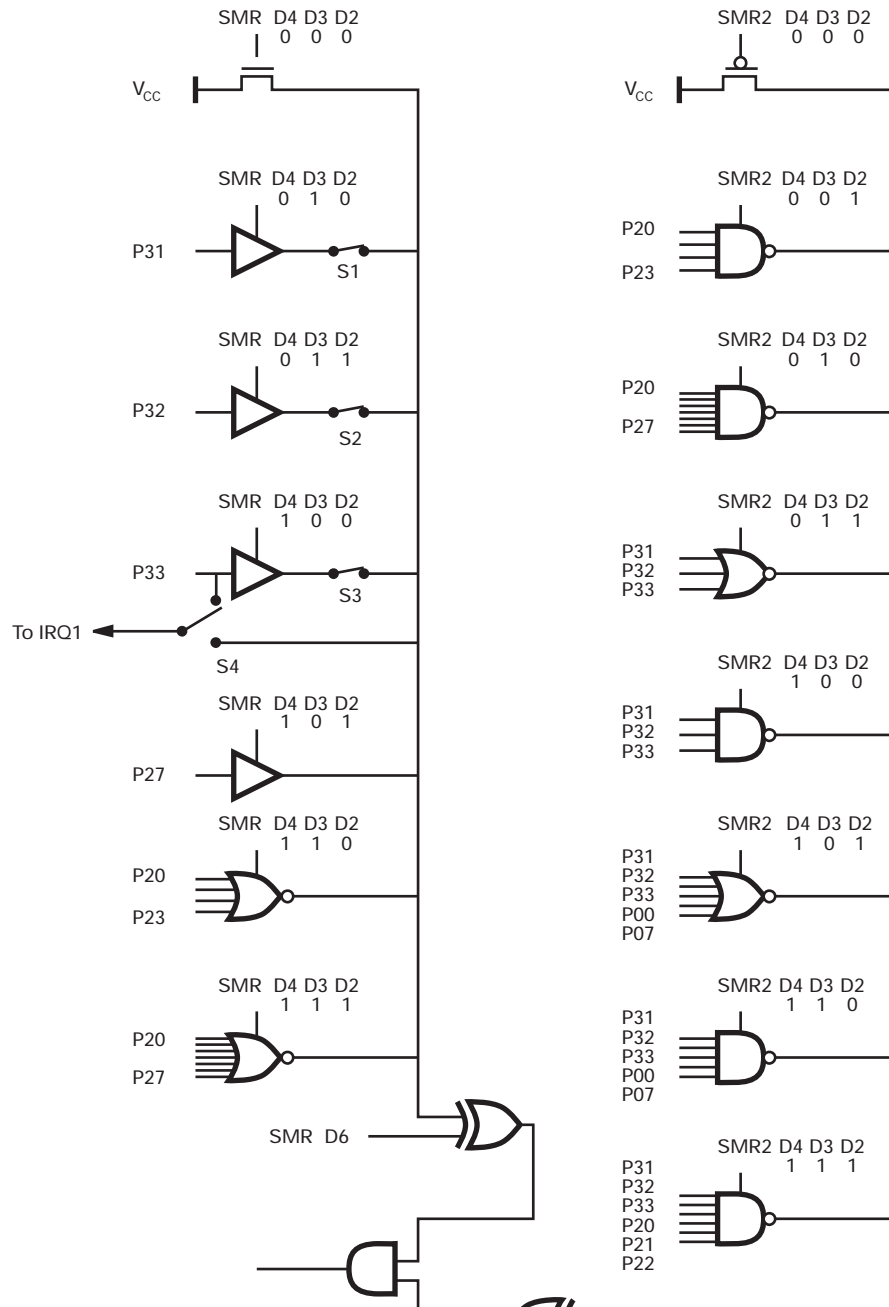 SMR D4 D3 D2
0 0 0
V_CC
SMR D4 D3 D2
0 1 0
P31
S1
SMR D4 D3 D2
0 1 1
P32
S2
SMR D4 D3 D2
1 0 0
P33
S3
To IRQ1
S4
SMR D4 D3 D2
1 0 1
P27
SMR D4 D3 D2
1 1 0
P20
P23
SMR D4 D3 D2
1 1 1
P20
P27
SMR D6
SMR2 D4 D3 D2
0 0 0
V_CC
SMR2 D4 D3 D2
0 0 1
P20
P23
SMR2 D4 D3 D2
0 1 0
P20
P27
SMR2 D4 D3 D2
0 1 1
P31
P32
P33
SMR2 D4 D3 D2
1 0 0
P31
P32
P33
SMR2 D4 D3 D2
1 0 1
P31
P32
P33
P00
P07
SMR2 D4 D3 D2
1 1 0
P31
P32
P33
P00
P07
SMR2 D4 D3 D2
1 1 1
P31
P32
P33
P20
P21
P22